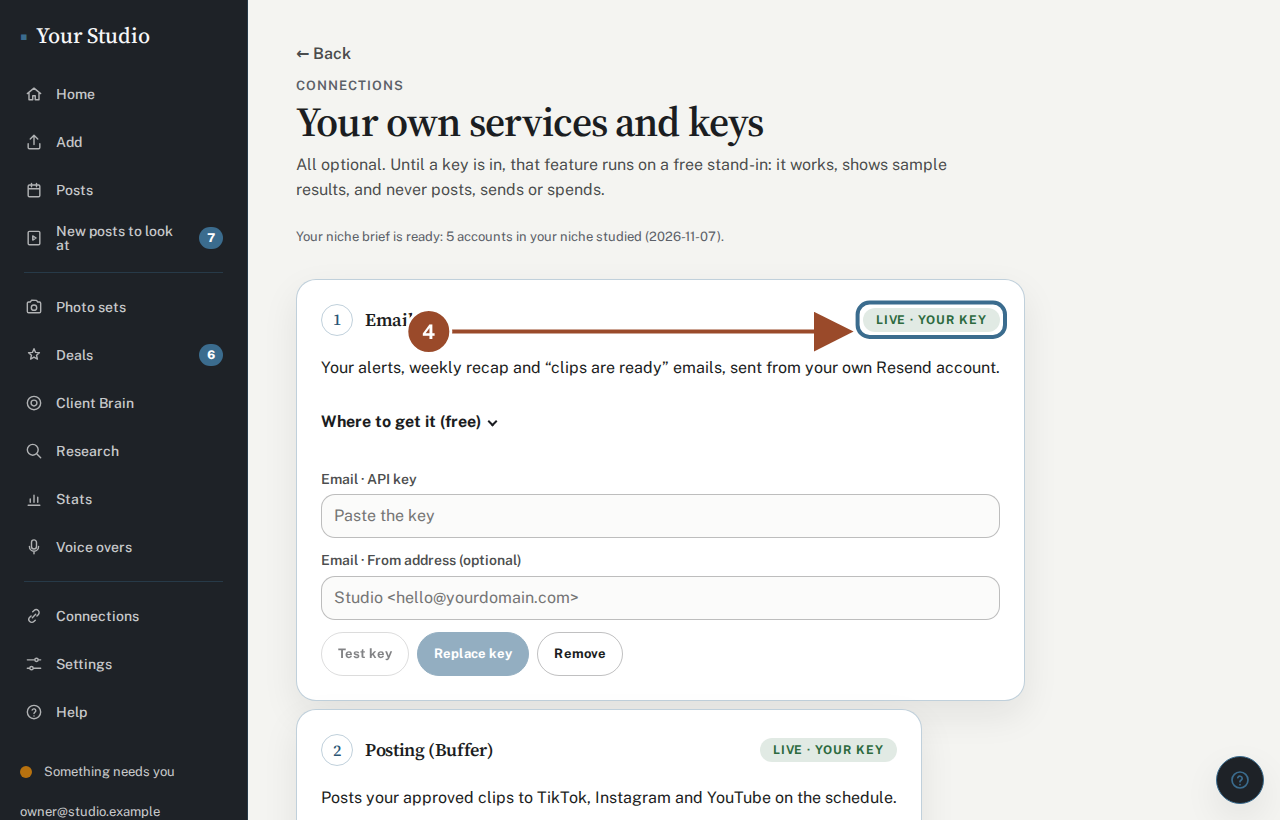 Your Studio
Home
Add
Posts
New posts to look
at
7
Photo sets
Deals
6
Client Brain
Research
Stats
Voice overs
Connections
Settings
Help
Something needs you
owner@studio.example
← Back
CONNECTIONS
Your own services and keys
All optional. Until a key is in, that feature runs on a free stand-in: it works, shows sample
results, and never posts, sends or spends.
Your niche brief is ready: 5 accounts in your niche studied (2026-11-07).
1
Email
4
LIVE · YOUR KEY
Your alerts, weekly recap and “clips are ready” emails, sent from your own Resend account.
Where to get it (free)
Email · API key
Paste the key
Email · From address (optional)
Studio <hello@yourdomain.com>
Test key
Replace key
Remove
2
Posting (Buffer)
LIVE · YOUR KEY
Posts your approved clips to TikTok, Instagram and YouTube on the schedule.